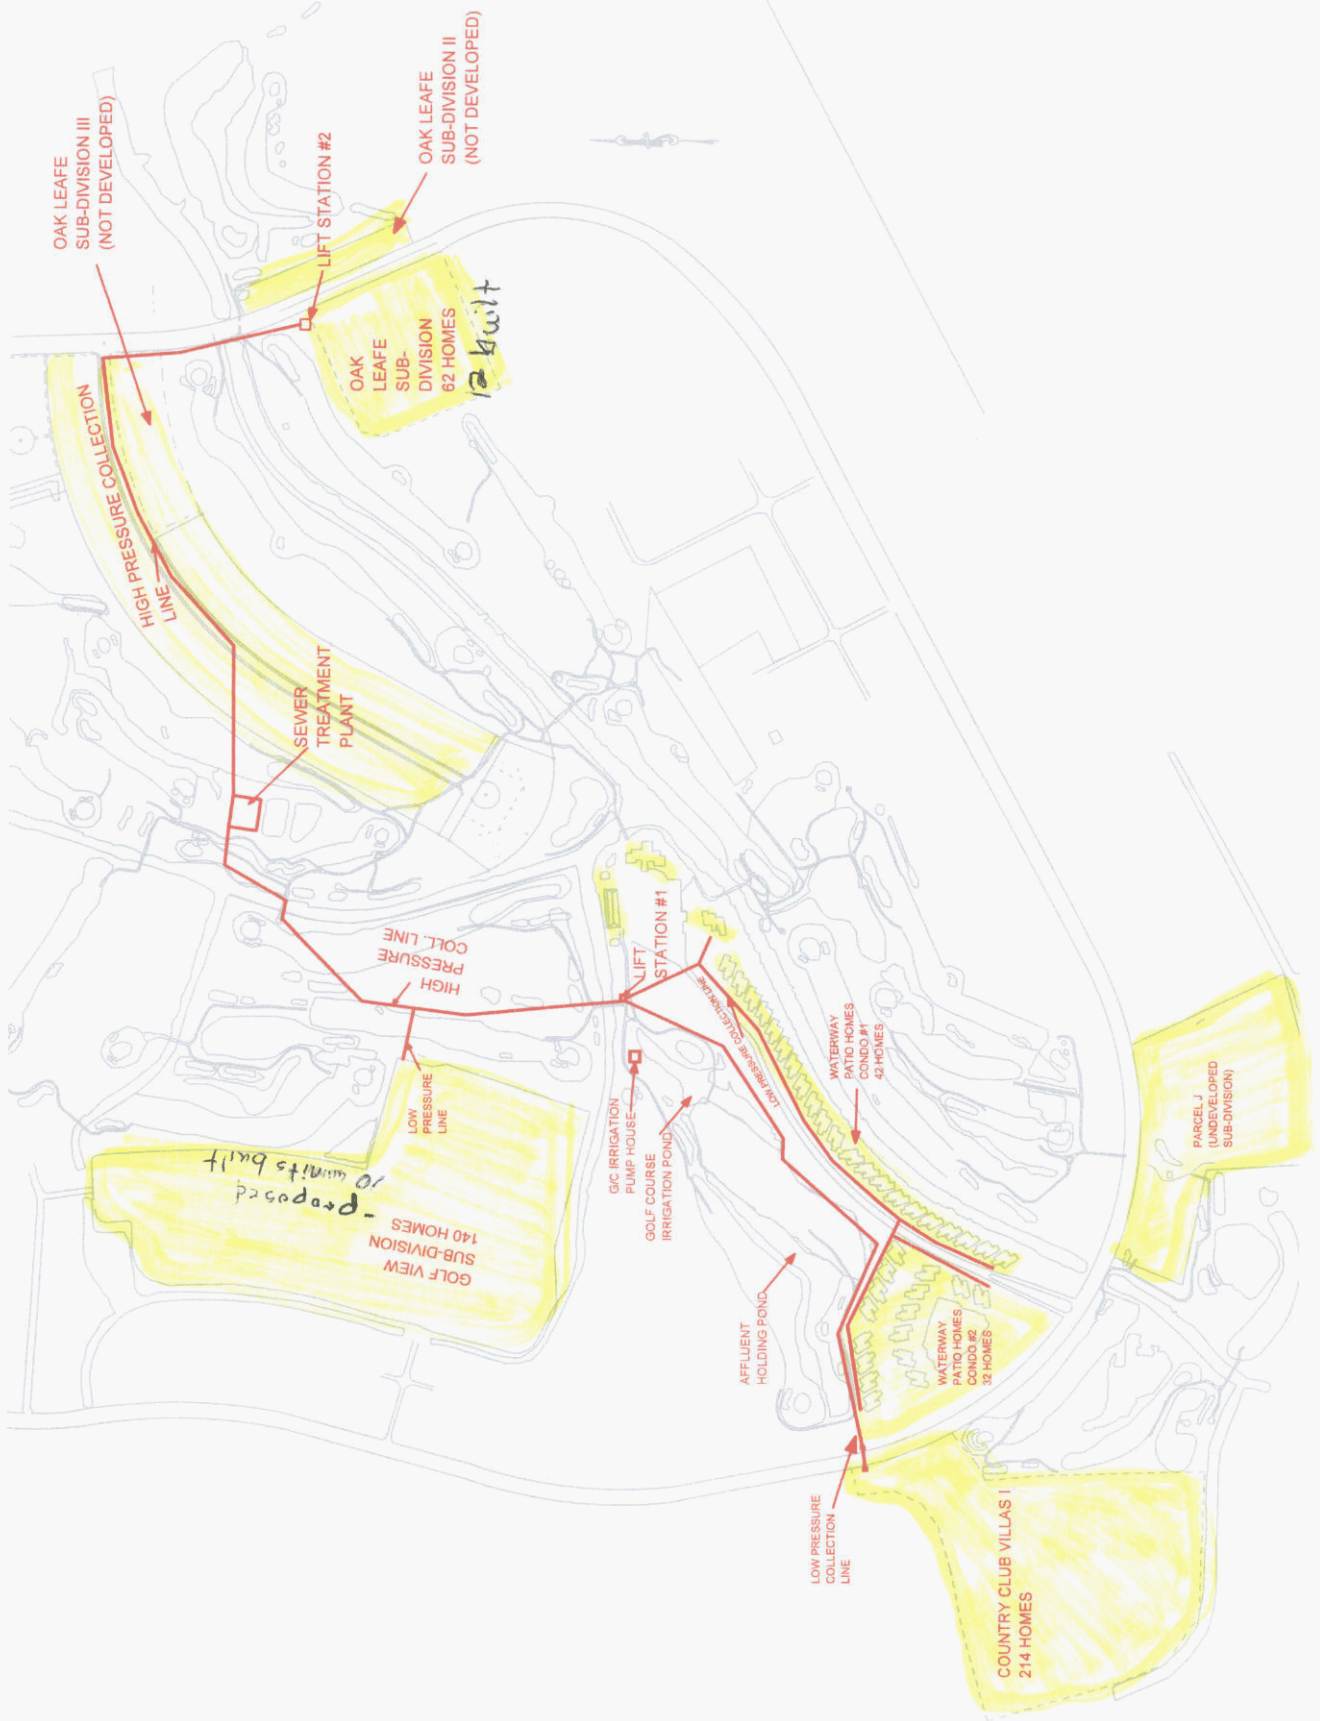 OAK LEAFE
SUB-DIVISION III
(NOT DEVELOPED)
OAK LEAFE
SUB-DIVISION II
(NOT DEVELOPED)
LIFT STATION #2
OAK
LEAFE
SUB-
DIVISION
62 HOMES
12 built
HIGH PRESSURE COLLECTION
LINE
SEWER
TREATMENT
PLANT
HIGH
PRESSURE
COLL. LINE
LIFT
STATION #1
LOW
PRESSURE
LINE
GOLF VIEW
SUB-DIVISION
140 HOMES
- proposed
10 units built
G/C IRRIGATION
PUMP HOUSE
GOLF COURSE
IRRIGATION POND
LOW PRESSURE COLLECTION LINE
WATERWAY
PATIO HOMES
CONDO #1
42 HOMES
AFFLUENT
HOLDING POND
WATERWAY
PATIO HOMES
CONDO #2
32 HOMES
PARCEL J
(UNDEVELOPED
SUB-DIVISION)
LOW PRESSURE
COLLECTION
LINE
COUNTRY CLUB VILLAS I
214 HOMES